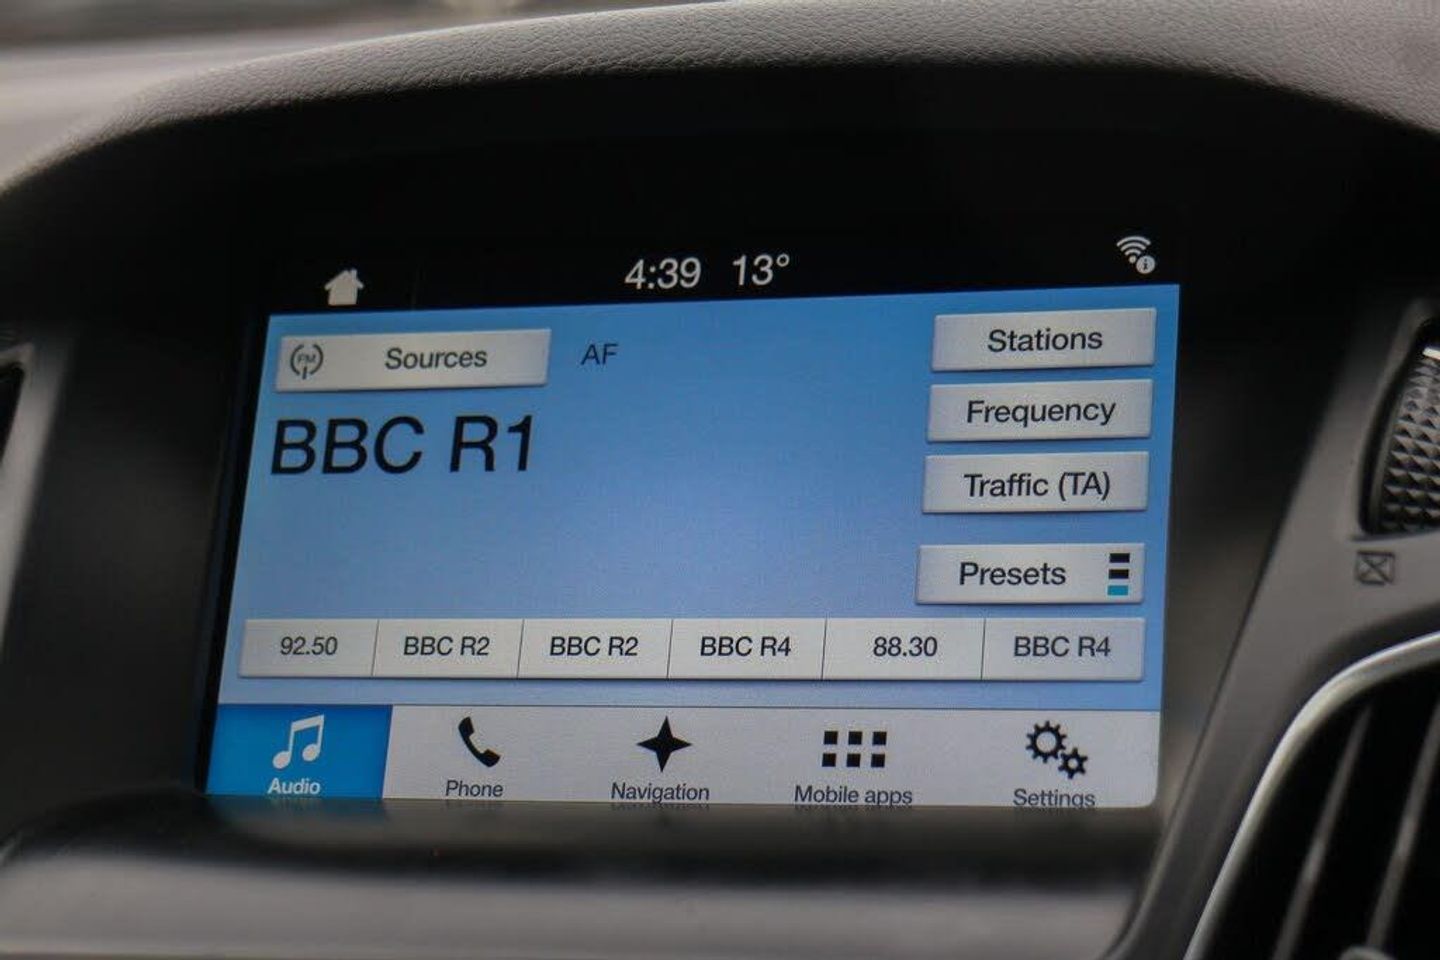 4:39 13°
FM Sources AF Stations
BBC R1
Frequency
Traffic (TA)
Presets
92.50 BBC R2 BBC R2 BBC R4 88.30 BBC R4
Audio Phone Navigation Mobile apps Settings